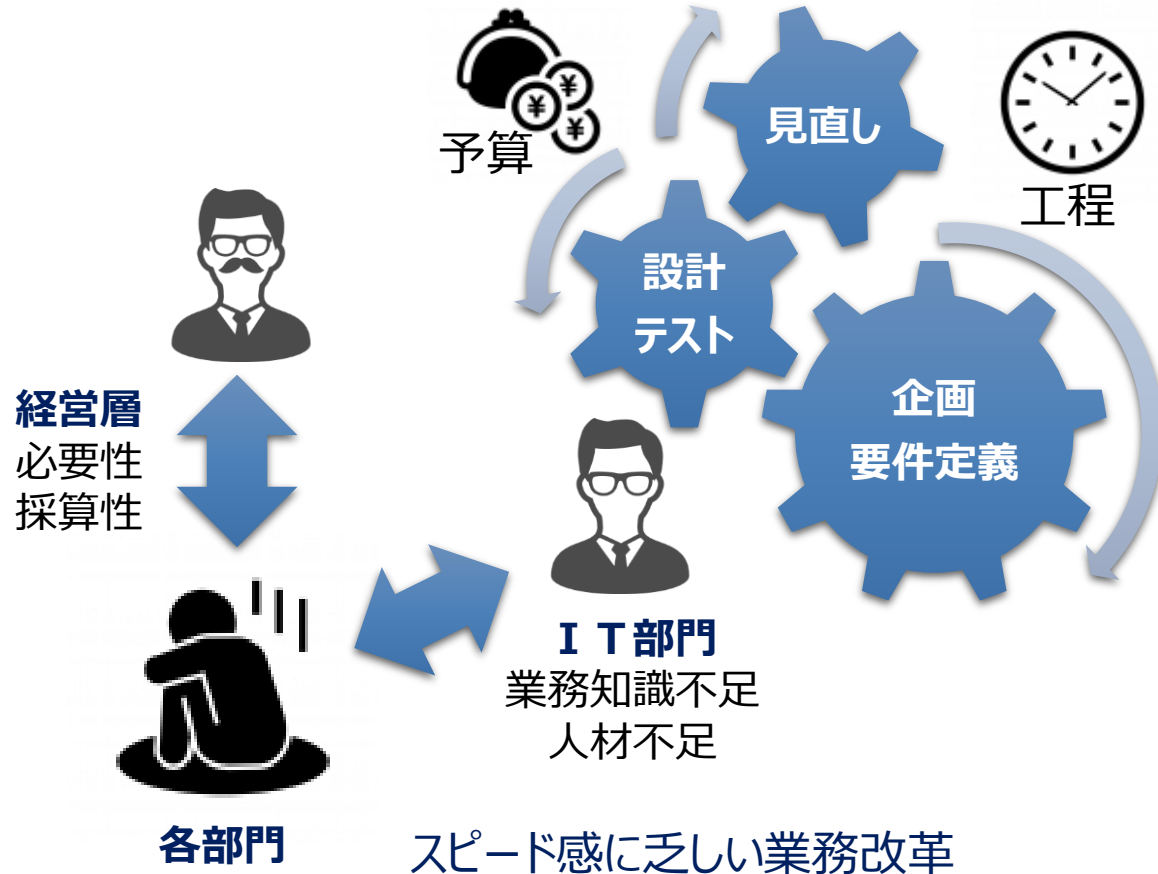 予算
見直し
工程
設計
テスト
企画
要件定義
経営層
必要性
採算性
ＩＴ部門
業務知識不足
人材不足
各部門
スピード感に乏しい業務改革